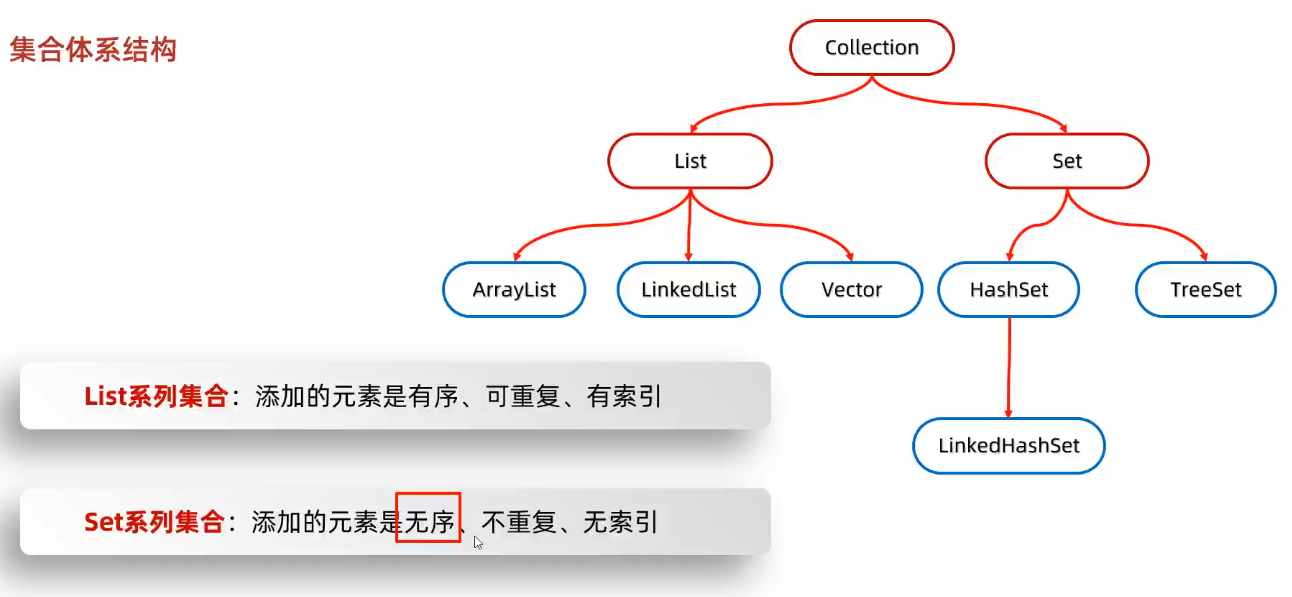 集合体系结构
Collection
List
Set
ArrayList
LinkedList
Vector
HashSet
TreeSet
List系列集合：添加的元素是有序、可重复、有索引
LinkedHashSet
Set系列集合：添加的元素是无序、不重复、无索引